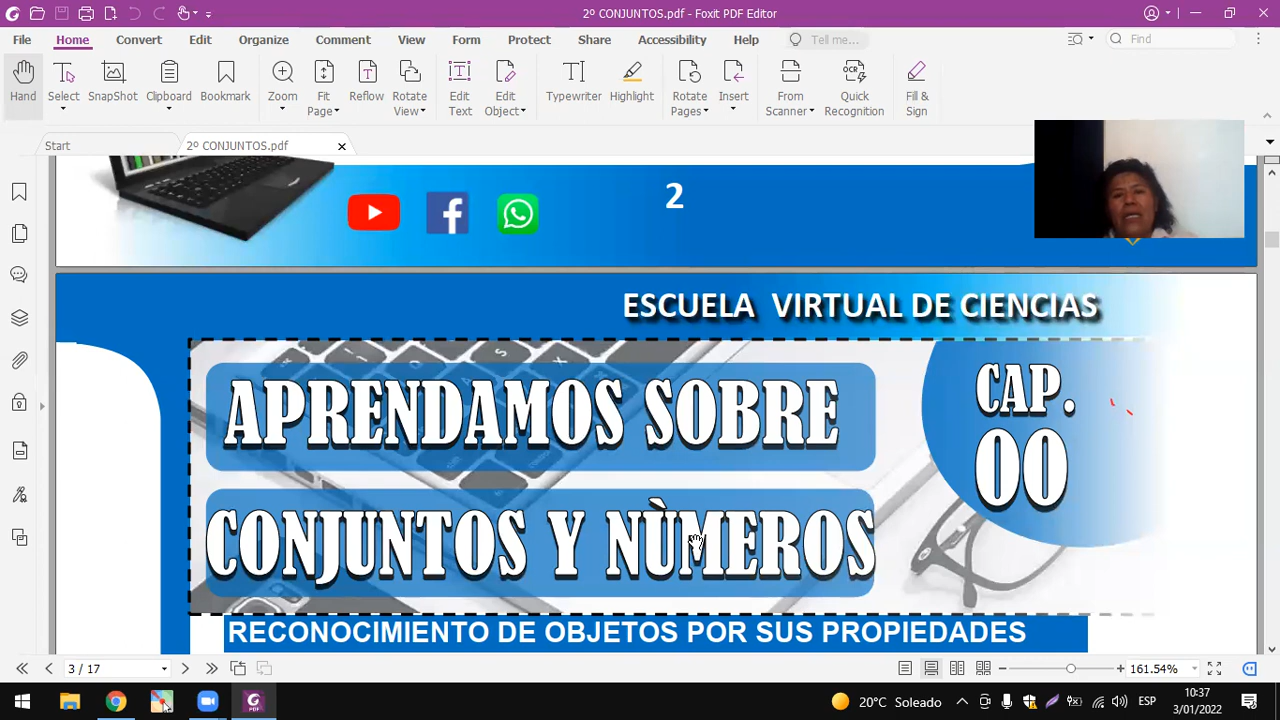 2º CONJUNTOS.pdf - Foxit PDF Editor
File Home Convert Edit Organize Comment View Form Protect Share Accessibility Help Tell me... Find
Hand Select SnapShot Clipboard Bookmark Zoom Fit Page Reflow Rotate View Edit Text Edit Object Typewriter Highlight Rotate Pages Insert From Scanner Quick Recognition Fill & Sign
Start 2º CONJUNTOS.pdf
2
ESCUELA VIRTUAL DE CIENCIAS
APRENDAMOS SOBRE
CONJUNTOS Y NÙMEROS
CAP.
00
RECONOCIMIENTO DE OBJETOS POR SUS PROPIEDADES
3 / 17 161.54%
20°C Soleado ESP 10:37
3/01/2022